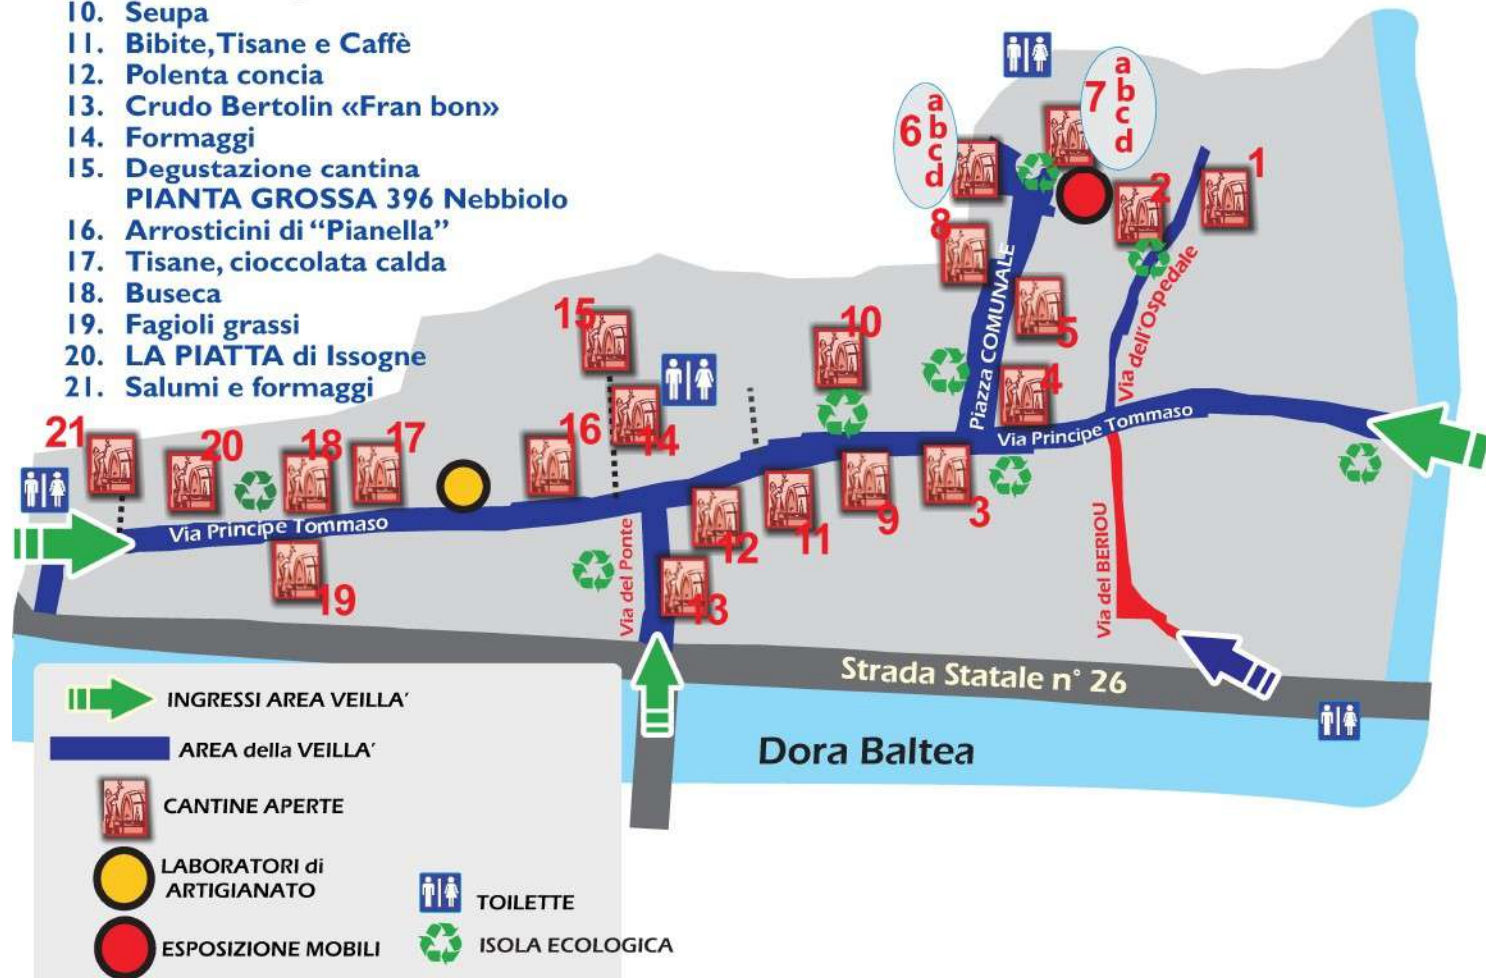 10. Seupa
11. Bibite, Tisane e Caffè
12. Polenta concia
13. Crudo Bertolin «Fran bon»
14. Formaggi
15. Degustazione cantina
PIANTA GROSSA 396 Nebbiolo
16. Arrosticini di “Pianella”
17. Tisane, cioccolata calda
18. Buseca
19. Fagioli grassi
20. LA PIATTA di Issogne
21. Salumi e formaggi
6
a
b
c
d
7
a
b
c
d
1
2
8
5
4
15
10
14
16
17
18
20
21
19
12
11
9
3
13
Piazza COMUNALE
Via dell'Ospedale
Via Principe Tommaso
Via Principe Tommaso
Via del Ponte
Via del BERIOU
Strada Statale n° 26
Dora Baltea
INGRESSI AREA VEILLA’
AREA della VEILLA’
CANTINE APERTE
LABORATORI di
ARTIGIANATO
ESPOSIZIONE MOBILI
TOILETTE
ISOLA ECOLOGICA